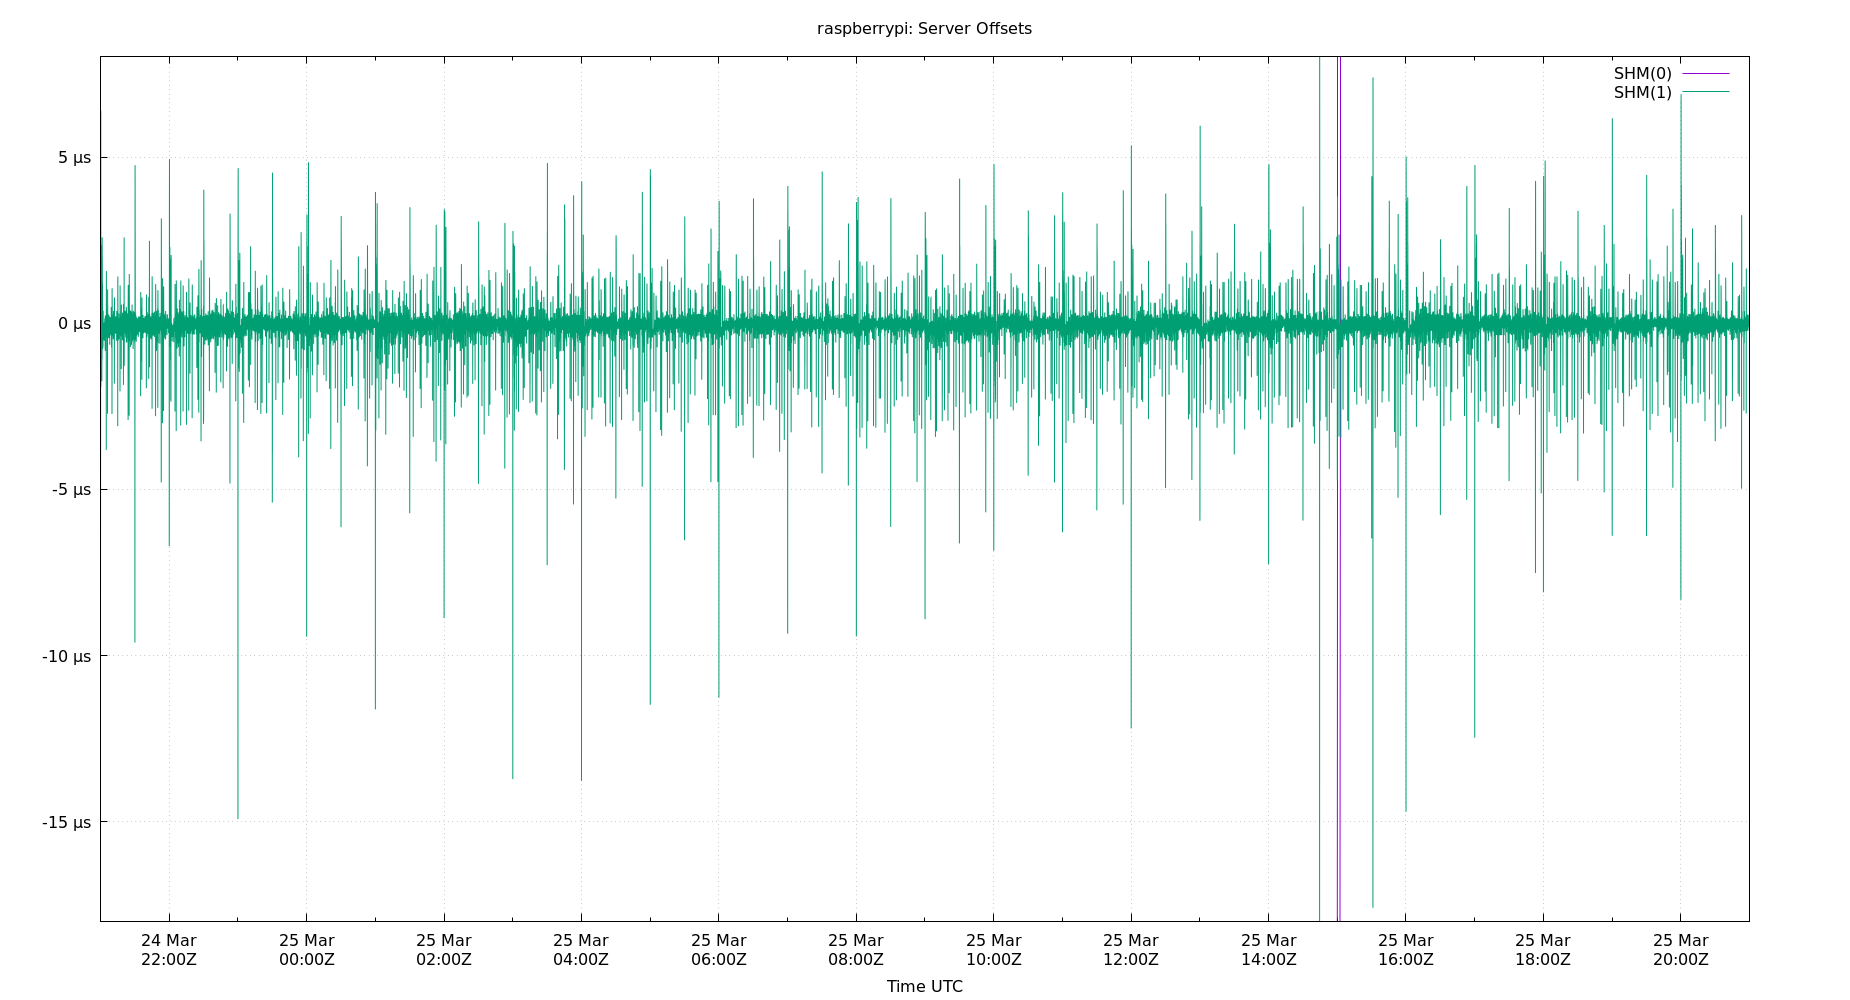 raspberrypi: Server Offsets
SHM(0)
SHM(1)
5 µs
0 µs
-5 µs
-10 µs
-15 µs
24 Mar 25 Mar 25 Mar 25 Mar 25 Mar 25 Mar 25 Mar 25 Mar 25 Mar 25 Mar 25 Mar 25 Mar
22:00Z 00:00Z 02:00Z 04:00Z 06:00Z 08:00Z 10:00Z 12:00Z 14:00Z 16:00Z 18:00Z 20:00Z
Time UTC